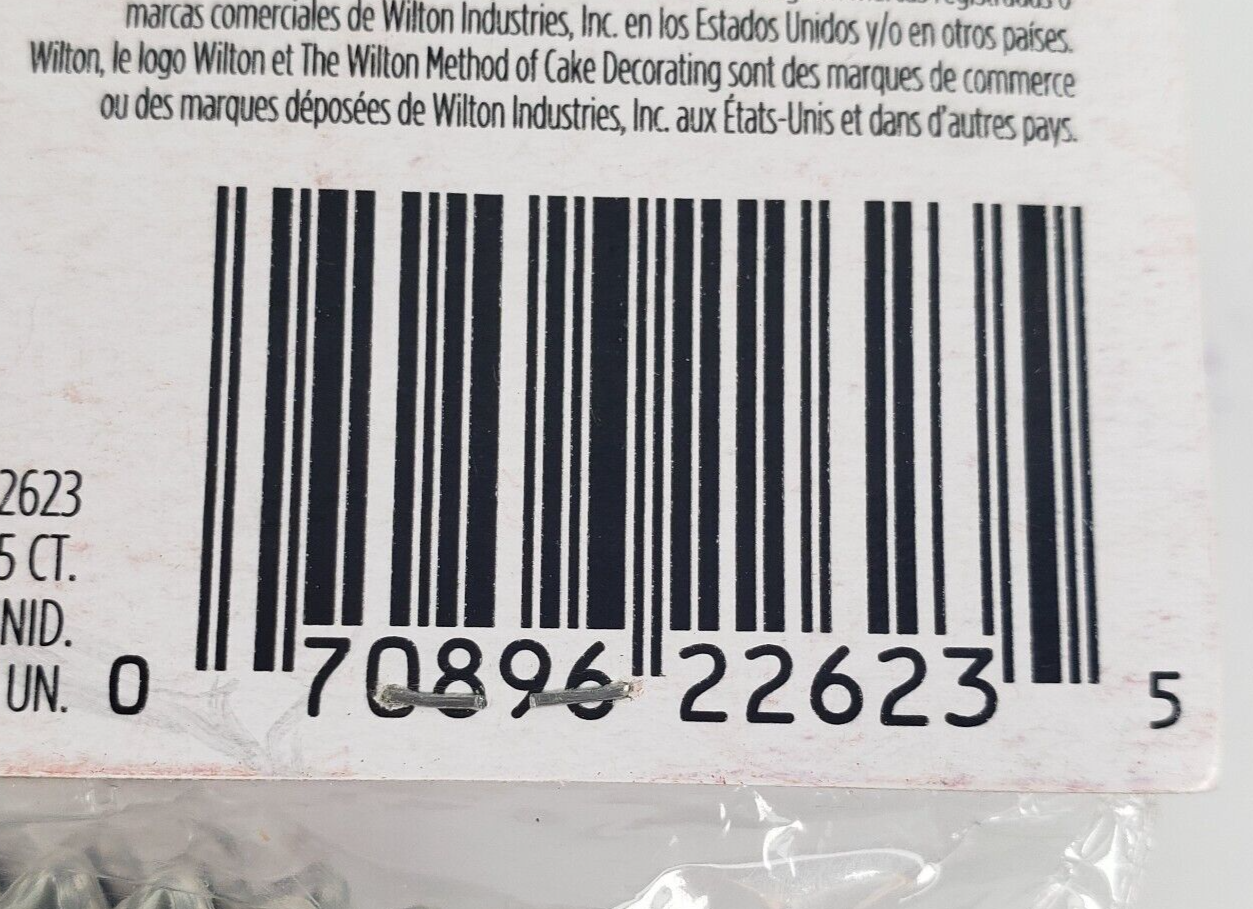 marcas comerciales de Wilton Industries, Inc. en los Estados Unidos y/o en otros países.
Wilton, le logo Wilton et The Wilton Method of Cake Decorating sont des marques de commerce
ou des marques déposées de Wilton Industries, Inc. aux États-Unis et dans d'autres pays.
2623
5 CT.
NID.
UN.
0 70896 22623 5